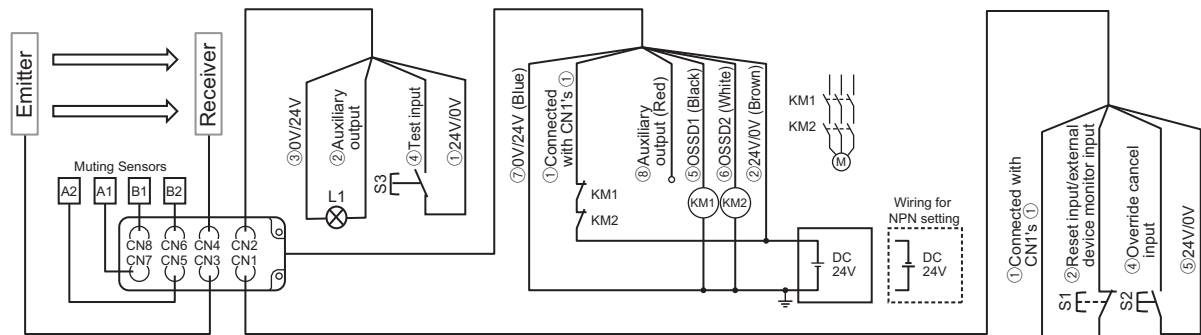 Emitter
Receiver
Muting Sensors
A2
A1
B1
B2
CN8
CN6
CN4
CN2
CN7
CN5
CN3
CN1
③0V/24V
②Auxiliary
output
④Test input
①24V/0V
L1
S3
⑦0V/24V (Blue)
①Connected
with CN1's ①
⑧Auxiliary
output (Red)
⑤OSSD1 (Black)
⑥OSSD2 (White)
②24V/0V (Brown)
KM1
KM2
KM1
KM2
KM1
KM2
M
DC
24V
Wiring for
NPN setting
DC
24V
①Connected with
CN1's ①
②Reset input/external
device monitor input
④Override cancel
input
⑤24V/0V
S1
S2